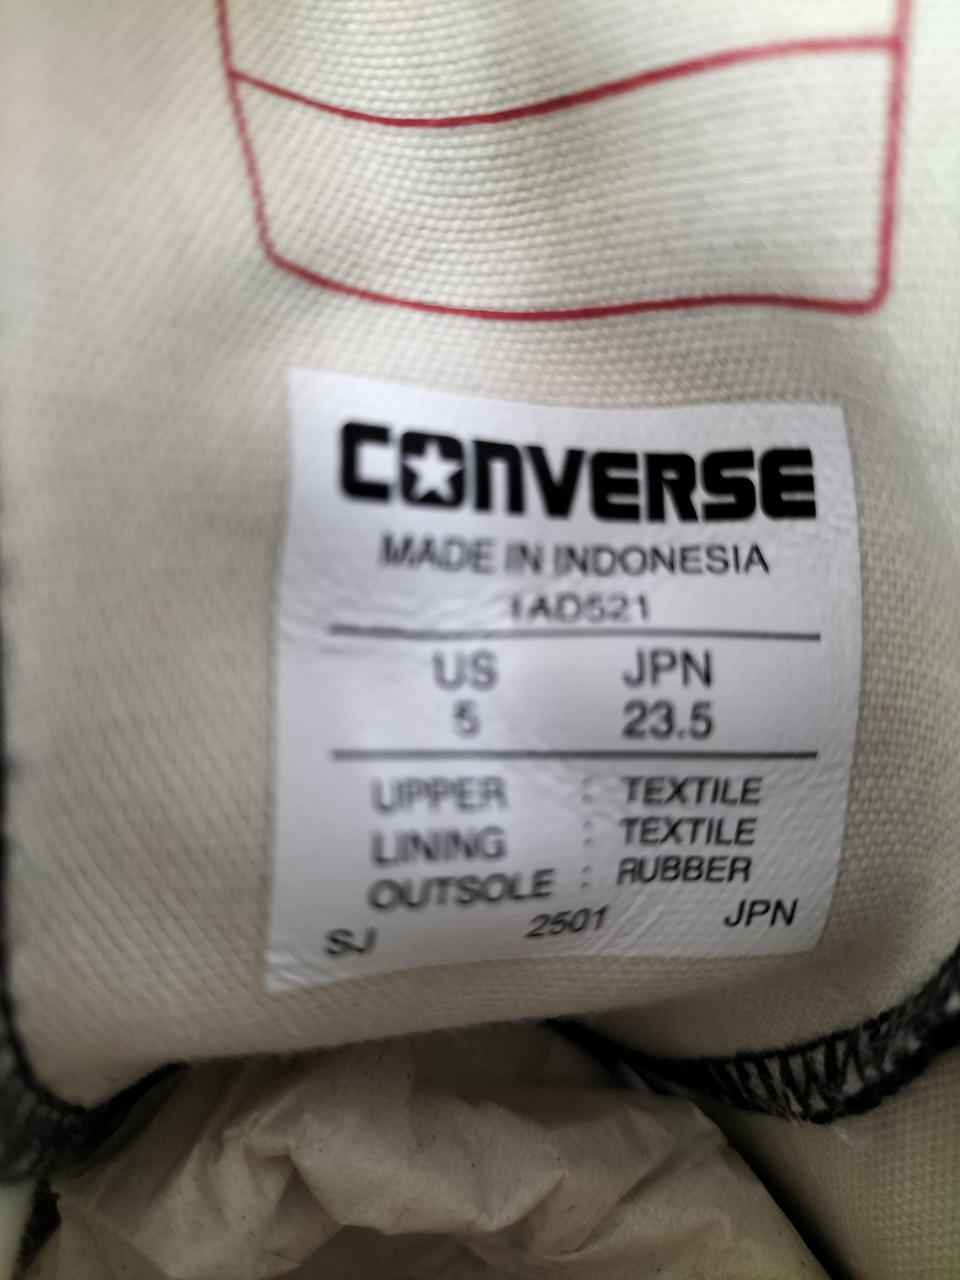 CONVERSE
MADE IN INDONESIA
1AD521
US JPN
5 23.5
UPPER : TEXTILE
LINING : TEXTILE
OUTSOLE : RUBBER
SJ 2501 JPN